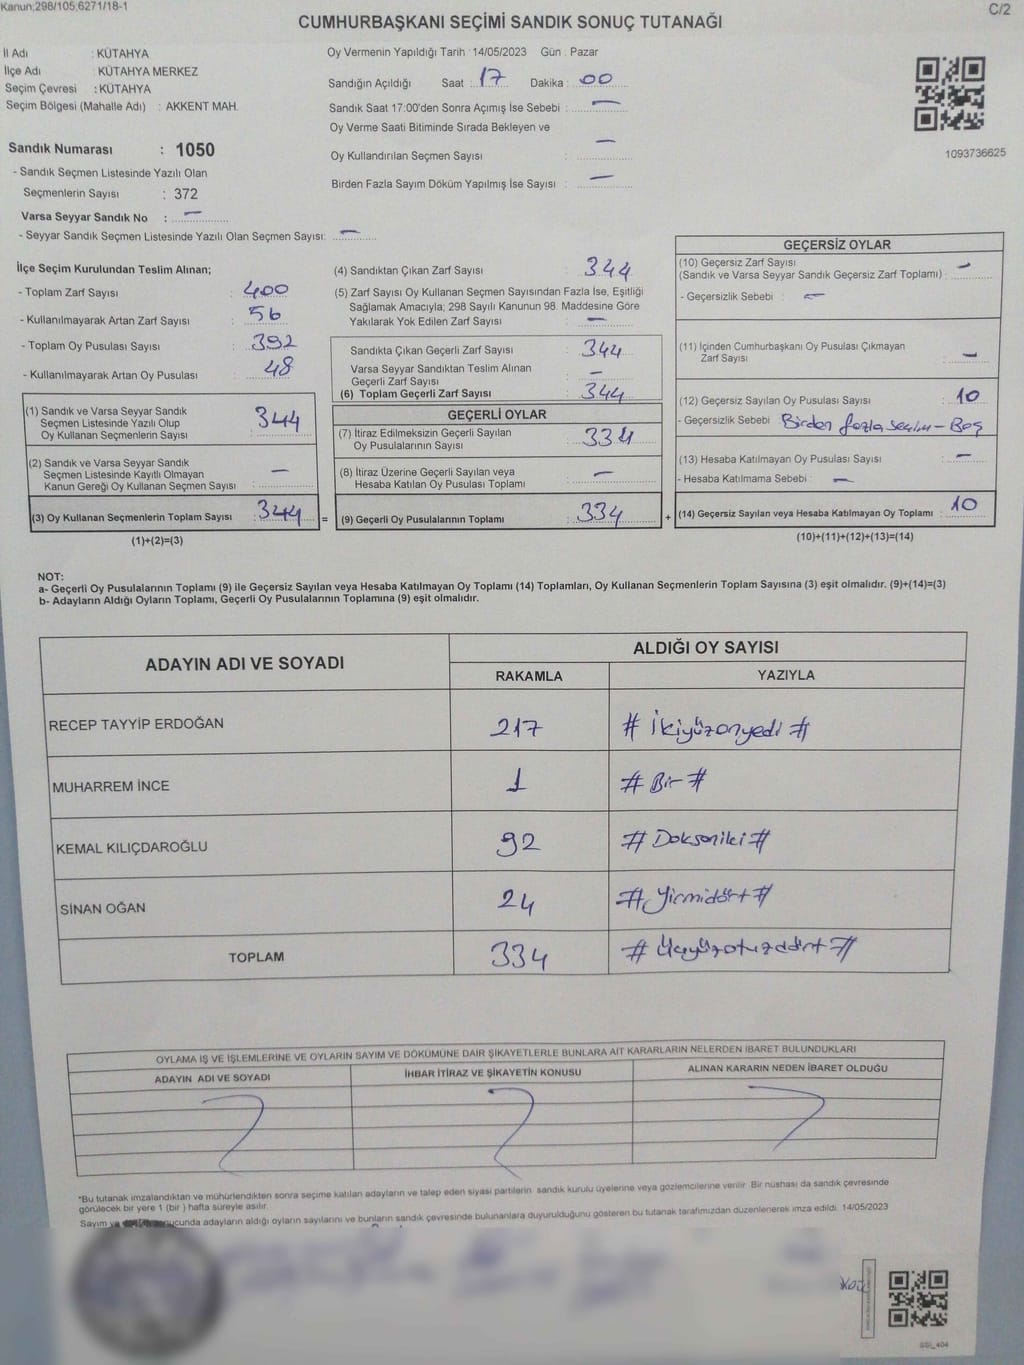 Kanun:298/105;6271/18-1
C/2
CUMHURBAŞKANI SEÇİMİ SANDIK SONUÇ TUTANAĞI
İl Adı : KÜTAHYA
İlçe Adı : KÜTAHYA MERKEZ
Seçim Çevresi : KÜTAHYA
Seçim Bölgesi (Mahalle Adı) : AKKENT MAH.
Sandık Numarası : 1050
- Sandık Seçmen Listesinde Yazılı Olan
Seçmenlerin Sayısı : 372
Varsa Seyyar Sandık No : —
- Seyyar Sandık Seçmen Listesinde Yazılı Olan Seçmen Sayısı: —
Oy Vermenin Yapıldığı Tarih : 14/05/2023 Gün : Pazar
Sandığın Açıldığı Saat : 17 Dakika : 00
Sandık Saat 17:00'den Sonra Açımış İse Sebebi : —
Oy Verme Saati Bitiminde Sırada Bekleyen ve
Oy Kullandırılan Seçmen Sayısı : —
Birden Fazla Sayım Döküm Yapılmış İse Sayısı : —
1093736625
İlçe Seçim Kurulundan Teslim Alınan;
- Toplam Zarf Sayısı : 400
- Kullanılmayarak Artan Zarf Sayısı : 56
- Toplam Oy Pusulası Sayısı : 392
- Kullanılmayarak Artan Oy Pusulası : 48
(1) Sandık ve Varsa Seyyar Sandık
Seçmen Listesinde Yazılı Olup
Oy Kullanan Seçmenlerin Sayısı : 344
(2) Sandık ve Varsa Seyyar Sandık
Seçmen Listesinde Kayıtlı Olmayan
Kanun Gereği Oy Kullanan Seçmen Sayısı : —
(3) Oy Kullanan Seçmenlerin Toplam Sayısı : 344
(1)+(2)=(3)
(4) Sandıktan Çıkan Zarf Sayısı : 344
(5) Zarf Sayısı Oy Kullanan Seçmen Sayısından Fazla İse, Eşitliği
Sağlamak Amacıyla; 298 Sayılı Kanunun 98. Maddesine Göre
Yakılarak Yok Edilen Zarf Sayısı : —
Sandıkta Çıkan Geçerli Zarf Sayısı : 344
Varsa Seyyar Sandıktan Teslim Alınan
Geçerli Zarf Sayısı : —
(6) Toplam Geçerli Zarf Sayısı : 344
GEÇERLİ OYLAR
(7) İtiraz Edilmeksizin Geçerli Sayılan
Oy Pusulalarının Sayısı : 334
(8) İtiraz Üzerine Geçerli Sayılan veya
Hesaba Katılan Oy Pusulası Toplamı : —
= (9) Geçerli Oy Pusulalarının Toplamı : 334
GEÇERSİZ OYLAR
(10) Geçersiz Zarf Sayısı
(Sandık ve Varsa Seyyar Sandık Geçersiz Zarf Toplamı) : —
- Geçersizlik Sebebi : —
(11) İçinden Cumhurbaşkanı Oy Pusulası Çıkmayan
Zarf Sayısı : —
(12) Geçersiz Sayılan Oy Pusulası Sayısı : 10
- Geçersizlik Sebebi : Birden fazla seçim - Boş
(13) Hesaba Katılmayan Oy Pusulası Sayısı : —
- Hesaba Katılmama Sebebi : —
+ (14) Geçersiz Sayılan veya Hesaba Katılmayan Oy Toplamı : 10
(10)+(11)+(12)+(13)=(14)
NOT:
a- Geçerli Oy Pusulalarının Toplamı (9) ile Geçersiz Sayılan veya Hesaba Katılmayan Oy Toplamı (14) Toplamları, Oy Kullanan Seçmenlerin Toplam Sayısına (3) eşit olmalıdır. (9)+(14)=(3)
b- Adayların Aldığı Oyların Toplamı, Geçerli Oy Pusulalarının Toplamına (9) eşit olmalıdır.
ADAYIN ADI VE SOYADI ALDIĞI OY SAYISI
RAKAMLA YAZIYLA
RECEP TAYYİP ERDOĞAN 217 # İkiyüzonyedi #
MUHARREM İNCE 1 # Bir #
KEMAL KILIÇDAROĞLU 92 # Doksaniki #
SİNAN OĞAN 24 # Yirmidört #
TOPLAM 334 # Üçyüzotuzdört #
OYLAMA İŞ VE İŞLEMLERİNE VE OYLARIN SAYIM VE DÖKÜMÜNE DAİR ŞİKAYETLERLE BUNLARA AİT KARARLARIN NELERDEN İBARET BULUNDUKLARI
ADAYIN ADI VE SOYADI İHBAR İTİRAZ VE ŞİKAYETİN KONUSU ALINAN KARARIN NEDEN İBARET OLDUĞU
*Bu tutanak imzalandıktan ve mühürlendikten sonra seçime katılan adayların ve talep eden siyasi partilerin sandık kurulu üyelerine veya gözlemcilerine verilir. Bir nüshası da sandık çevresinde
görülecek bir yere 1 (bir) hafta süreyle asılır.
Sayım ve adayların aldığı oyların sayılarını ve bunların sandık çevresinde bulunanlara duyurulduğunu gösteren bu tutanak tarafımızdan düzenlenerek imza edildi. 14/05/2023